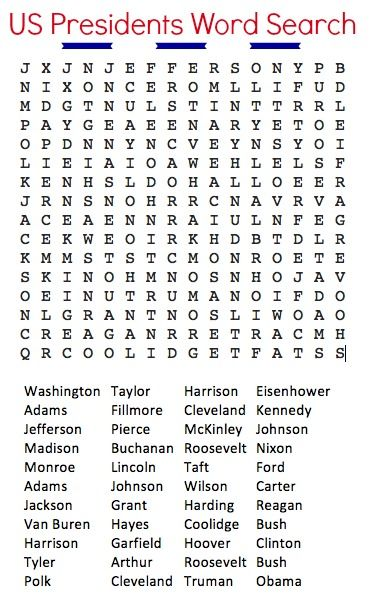 US Presidents Word Search
J X J N J E F F E R S O N Y P B
N I X O N C E R O M L L I F U D
M D G T N U L S T I N T T R R L
P A Y G E A E E N A R Y E T O E
O P D N N Y N C V E Y N S Y O I
L I E I A I O A W E H L E L S F
K E N H S L D O H A L L O E E R
J R N S N O H R R C N A V R V A
A C E A E N N R A I U L N F E G
C E K W E O I R K H D B T D L R
K M M S T S T C M O N R O E T E
S K I N O H M N O S N H O J A V
O E I N U T R U M A N O I F D O
N L G R A N T N O S L I W O A O
C R E A G A N R R E T R A C M H
Q R C O O L I D G E T F A T S S
Washington Taylor Harrison Eisenhower
Adams Fillmore Cleveland Kennedy
Jefferson Pierce McKinley Johnson
Madison Buchanan Roosevelt Nixon
Monroe Lincoln Taft Ford
Adams Johnson Wilson Carter
Jackson Grant Harding Reagan
Van Buren Hayes Coolidge Bush
Harrison Garfield Hoover Clinton
Tyler Arthur Roosevelt Bush
Polk Cleveland Truman Obama